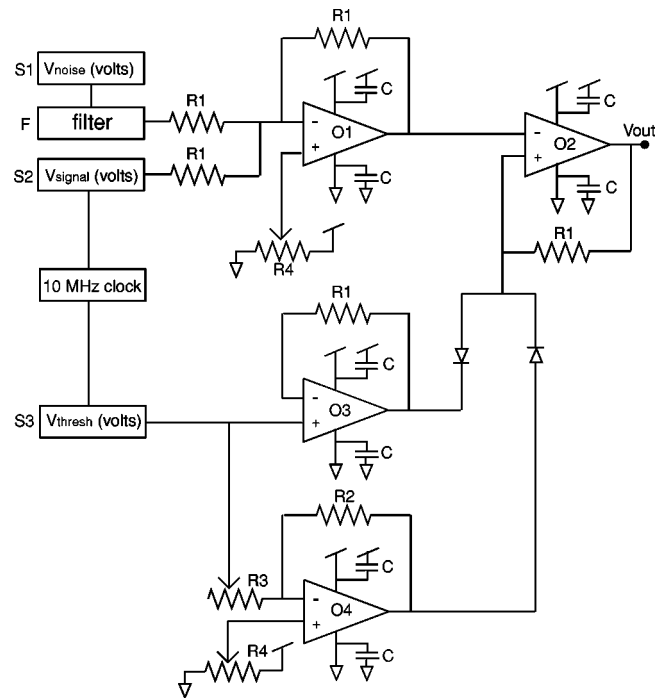 R1
S1 Vnoise (volts)
C
R1
F filter
C
O1
O2
Vout
R1
S2 Vsignal (volts)
C
C
R1
R4
10 MHz clock
R1
C
S3 Vthresh (volts)
O3
C
R2
C
R3
O4
R4
C